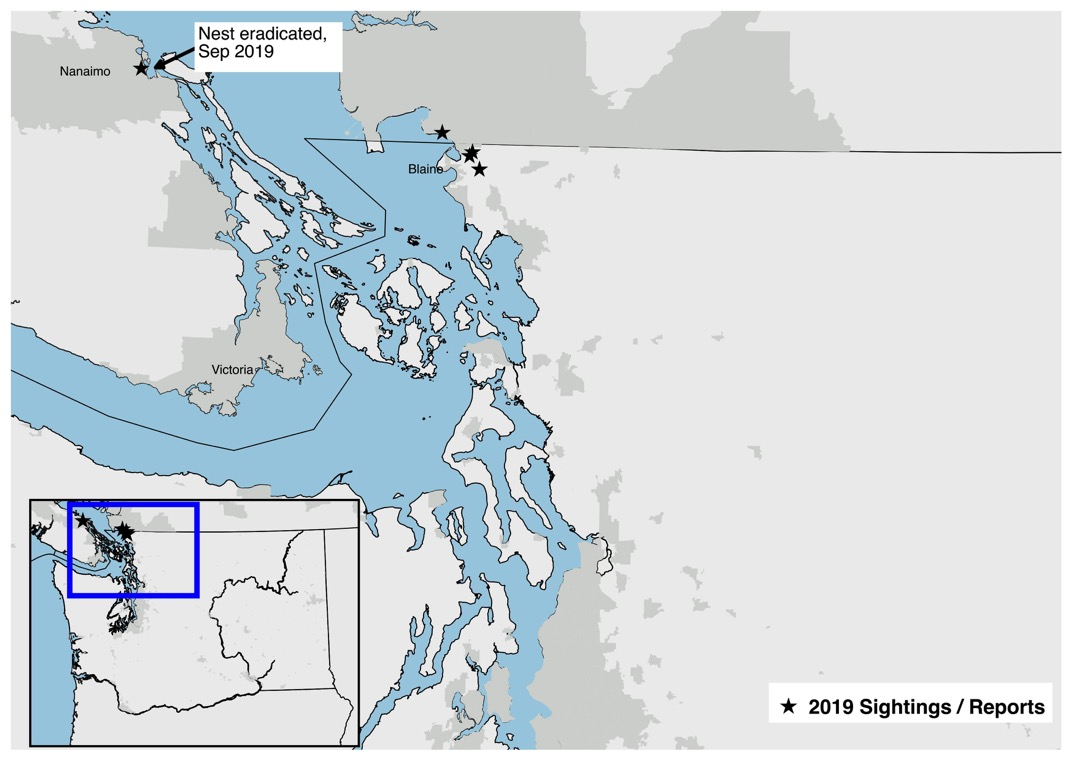 Nest eradicated,
Sep 2019
Nanaimo
Blaine
Victoria
2019 Sightings / Reports